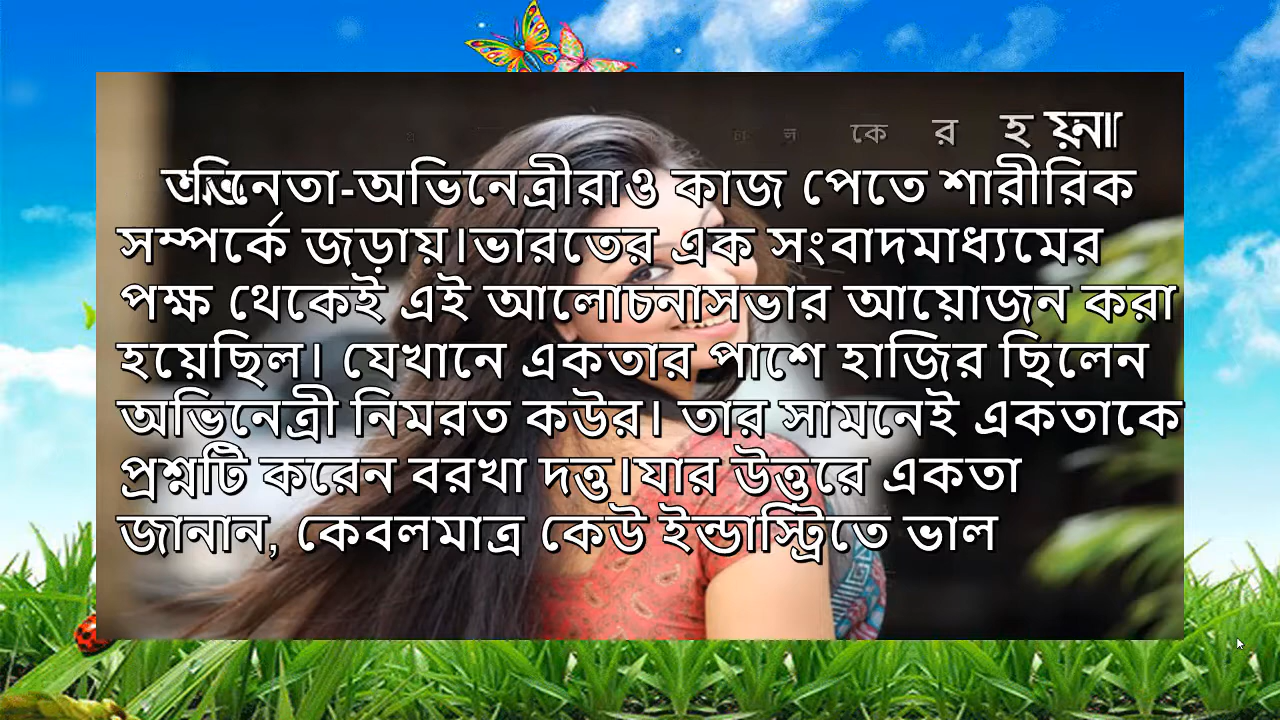 কে র হয়না।
অভিনেতা-অভিনেত্রীরাও কাজ পেতে শারীরিক
সম্পর্কে জড়ায়।ভারতের এক সংবাদমাধ্যমের
পক্ষ থেকেই এই আলোচনাসভার আয়োজন করা
হয়েছিল। যেখানে একতার পাশে হাজির ছিলেন
অভিনেত্রী নিমরত কউর। তার সামনেই একতাকে
প্রশ্নটি করেন বরখা দত্ত।যার উত্তরে একতা
জানান, কেবলমাত্র কেউ ইন্ডাস্ট্রিতে ভাল